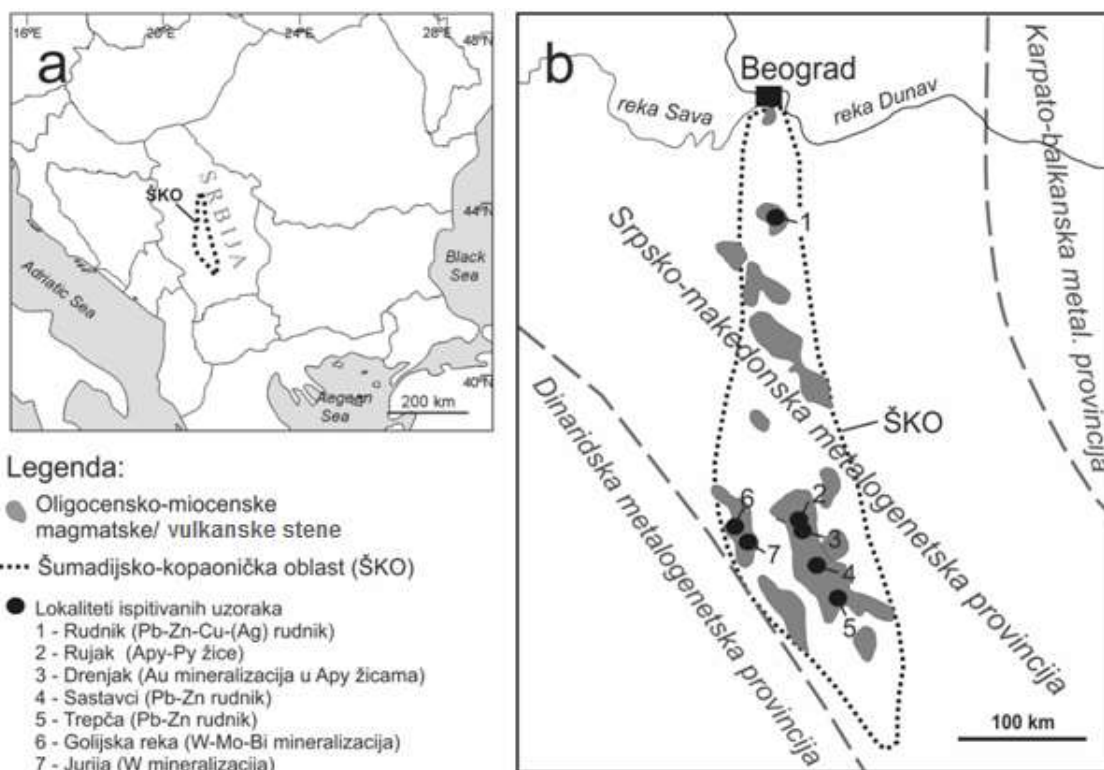 16°E
20°E
24°E
28°E
48°N
a
ŠKO
SRBIJA
44°N
Black
Sea
Adriatic Sea
40°N
Aegean
Sea
200 km
Legenda:
Oligocensko-miocenske
magmatske/ vulkanske stene
Šumadijsko-kopaonička oblast (ŠKO)
Lokaliteti ispitivanih uzoraka
1 - Rudnik (Pb-Zn-Cu-(Ag) rudnik)
2 - Rujak (Apy-Py žice)
3 - Drenjak (Au mineralizacija u Apy žicama)
4 - Sastavci (Pb-Zn rudnik)
5 - Trepča (Pb-Zn rudnik)
6 - Golijska reka (W-Mo-Bi mineralizacija)
7 - Jurija (W mineralizacija)
b
Beograd
reka Sava
reka Dunav
Karpato-balkanska metal. provincija
1
Srpsko-makedonska metalogenetska provincija
ŠKO
Dinaridska metalogenetska provincija
2
6
3
7
4
5
100 km